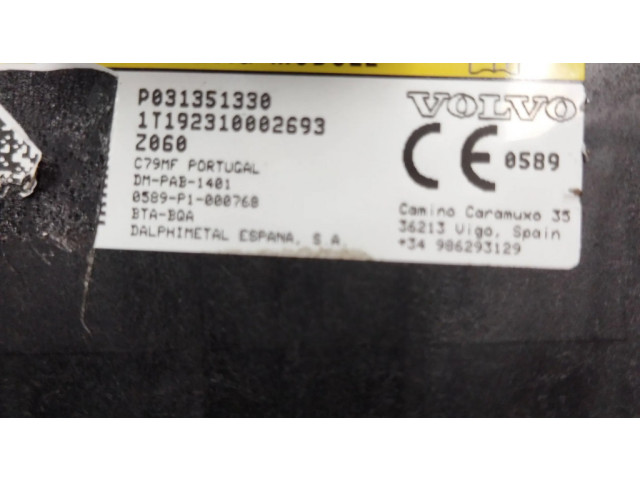 MODULE
P031351330
1T192310002693
Z060
C79MF PORTUGAL
DM-PAB-1401
0589-P1-000768
BTA-BQA
DALPHIMETAL ESPANA, S.A.
VOLVO
CE 0589
Camino Caramuxo 35
36213 Vigo, Spain
+34 986293129